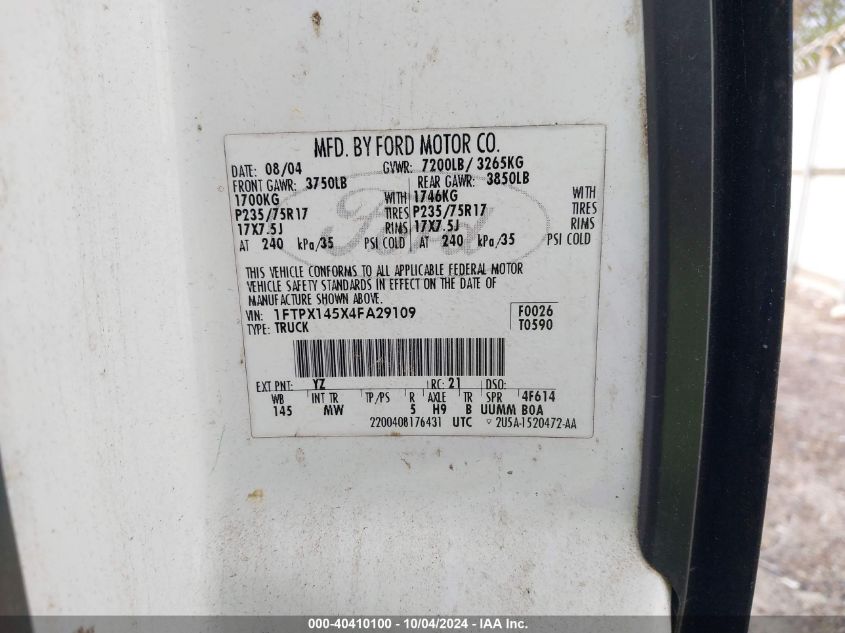 MFD. BY FORD MOTOR CO.
DATE 08/04 GVWR: 7200LB/ 3265KG
FRONT GAWR: 3750LB REAR GAWR: 3850LB
1700KG WITH 1746KG WITH
P235/75R17 TIRES P235/75R17 TIRES
17X7.5J RIMS 17X7.5J RIMS
AT 240 kPa/35 PSI COLD AT 240 kPa/35 PSI COLD
Ford
THIS VEHICLE CONFORMS TO ALL APPLICABLE FEDERAL MOTOR
VEHICLE SAFETY STANDARDS IN EFFECT ON THE DATE OF
MANUFACTURE SHOWN ABOVE.
VIN: 1FTPX145X4FA29109 F0026
TYPE: TRUCK T0590
EXT PNT: YZ RC: 21 DSO:
WB INT TR TP/PS R AXLE TR SPR 4F614
145 MW 5 H9 B UUMM BOA
2200408176431 UTC 2U5A-1520472-AA
000-40410100 - 10/04/2024 - IAA Inc.